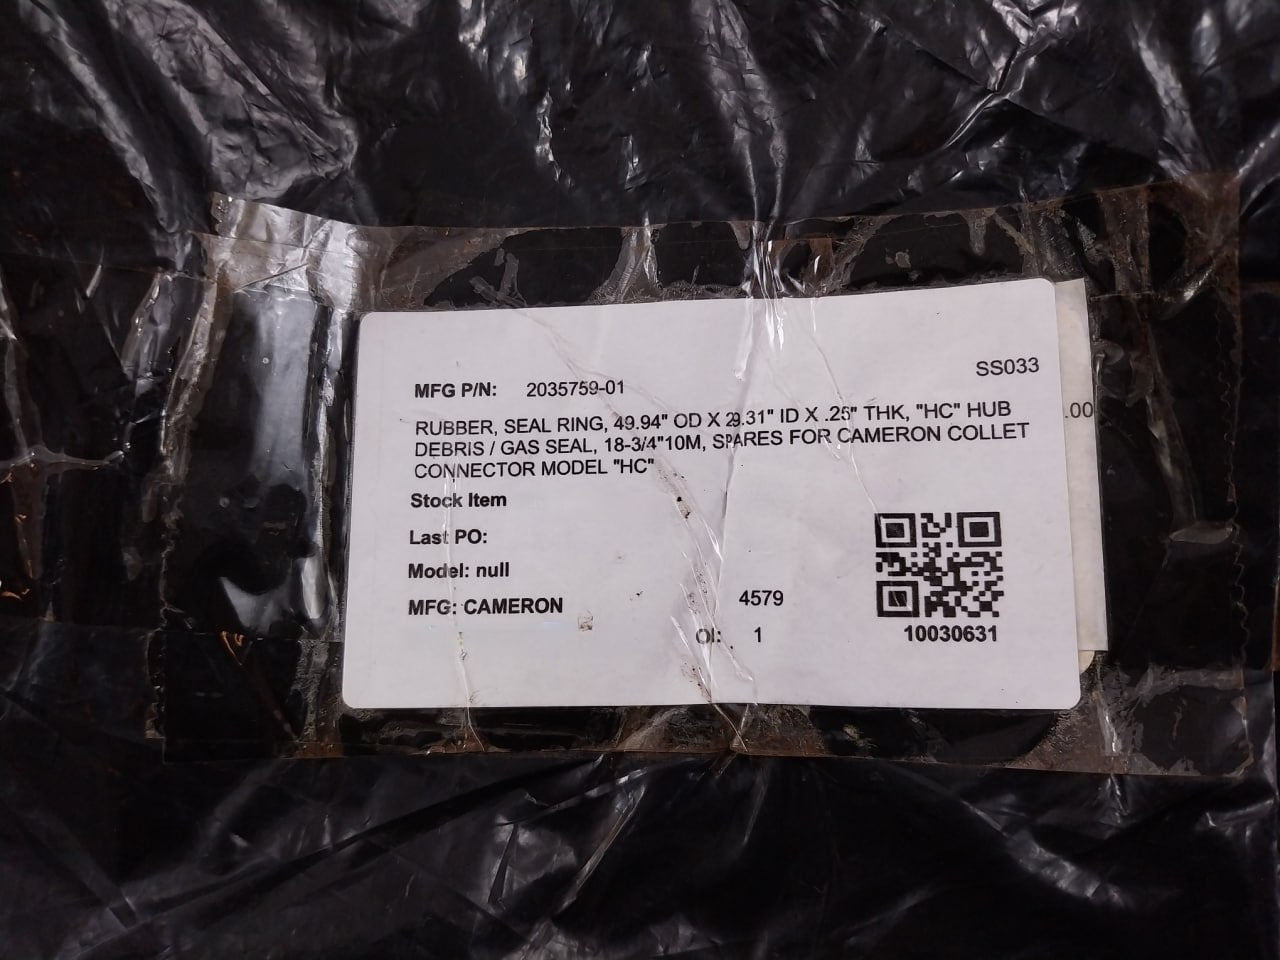 SS033
MFG P/N: 2035759-01
RUBBER, SEAL RING, 49.94" OD X 29.31" ID X .25" THK, "HC" HUB
DEBRIS / GAS SEAL, 18-3/4"10M, SPARES FOR CAMERON COLLET
CONNECTOR MODEL "HC"
.00
Stock Item
Last PO:
Model: null
MFG: CAMERON
4579
OI: 1
10030631